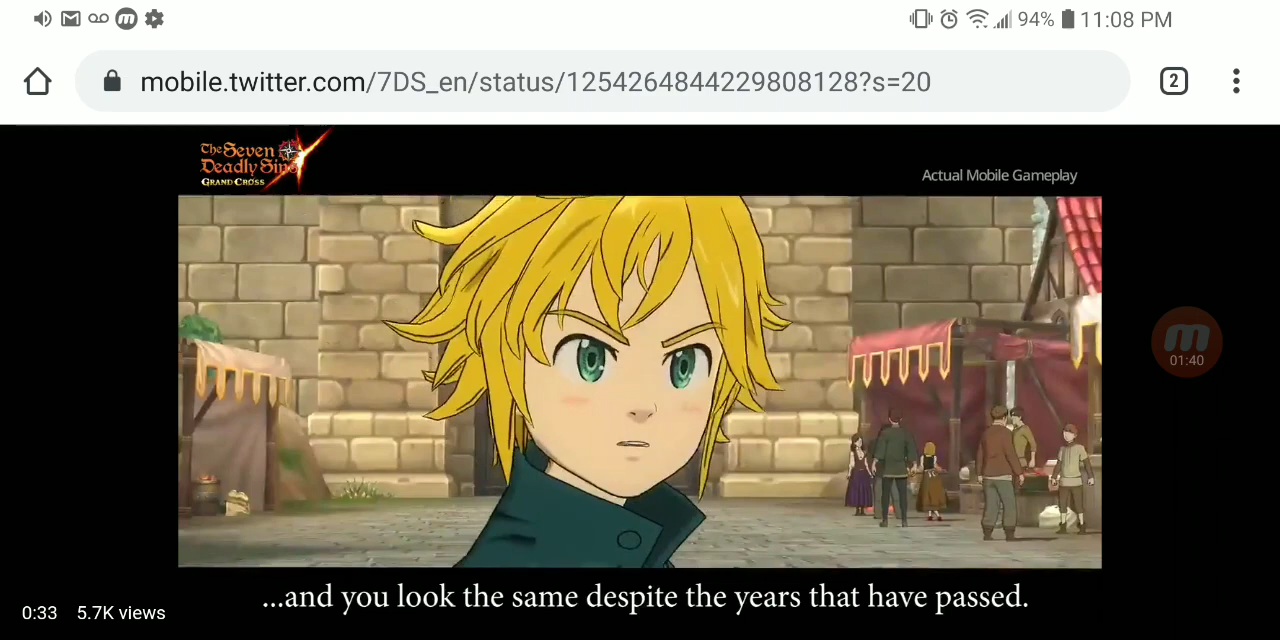 94% 11:08 PM
mobile.twitter.com/7DS_en/status/1254264844229808128?s=20
2
The Seven
Deadly Sins
GRAND CROSS
Actual Mobile Gameplay
m
01:40
...and you look the same despite the years that have passed.
0:33 5.7K views